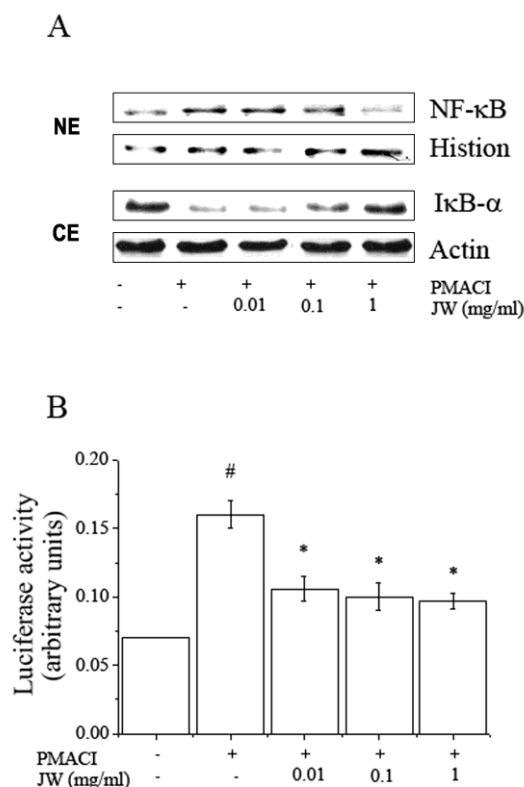 A
NE
NF-κB
Histion
CE
IκB-α
Actin
- + + + + PMACI
- - 0.01 0.1 1 JW (mg/ml)
B
Luciferase activity
(arbitrary units)
0.20
0.15
0.10
0.05
0.00
#
*
*
*
PMACI - + + + +
JW (mg/ml) - - 0.01 0.1 1